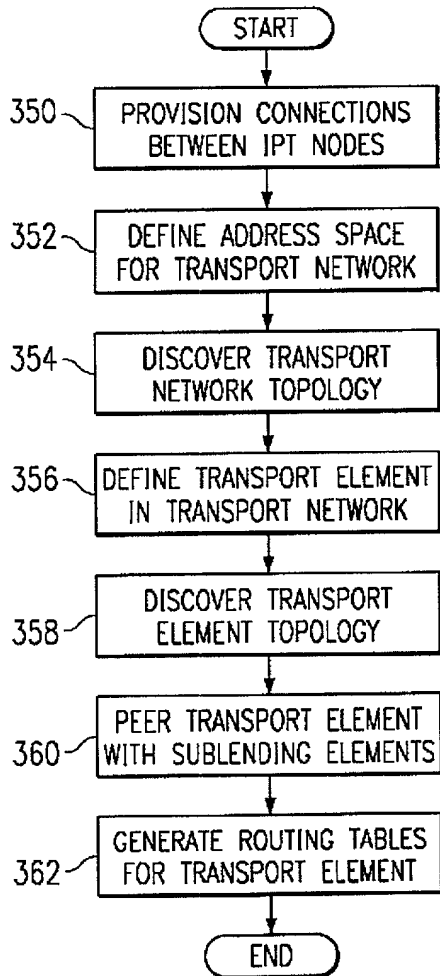 START
350
PROVISION CONNECTIONS
BETWEEN IPT NODES
352
DEFINE ADDRESS SPACE
FOR TRANSPORT NETWORK
354
DISCOVER TRANSPORT
NETWORK TOPOLOGY
356
DEFINE TRANSPORT ELEMENT
IN TRANSPORT NETWORK
358
DISCOVER TRANSPORT
ELEMENT TOPOLOGY
360
PEER TRANSPORT ELEMENT
WITH SUBLENDING ELEMENTS
362
GENERATE ROUTING TABLES
FOR TRANSPORT ELEMENT
END